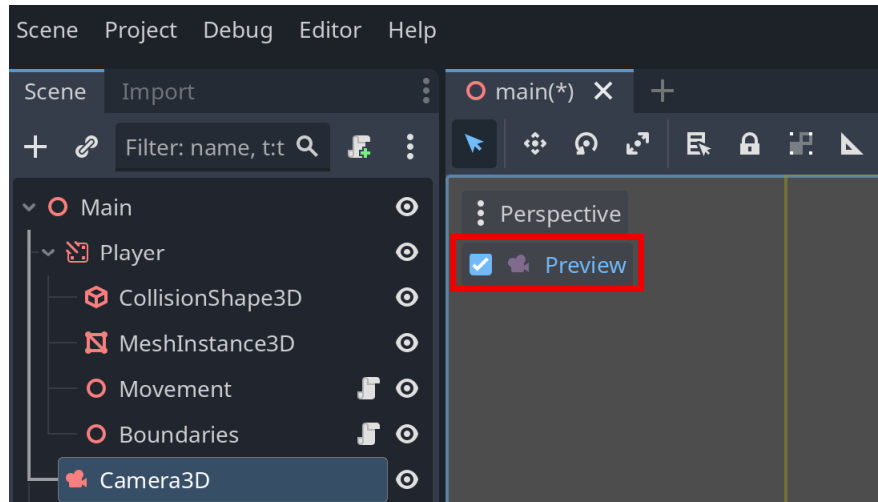 Scene Project Debug Editor Help
Scene Import
main(*)
Filter: name, t:t
Perspective
Preview
Main
Player
CollisionShape3D
MeshInstance3D
Movement
Boundaries
Camera3D